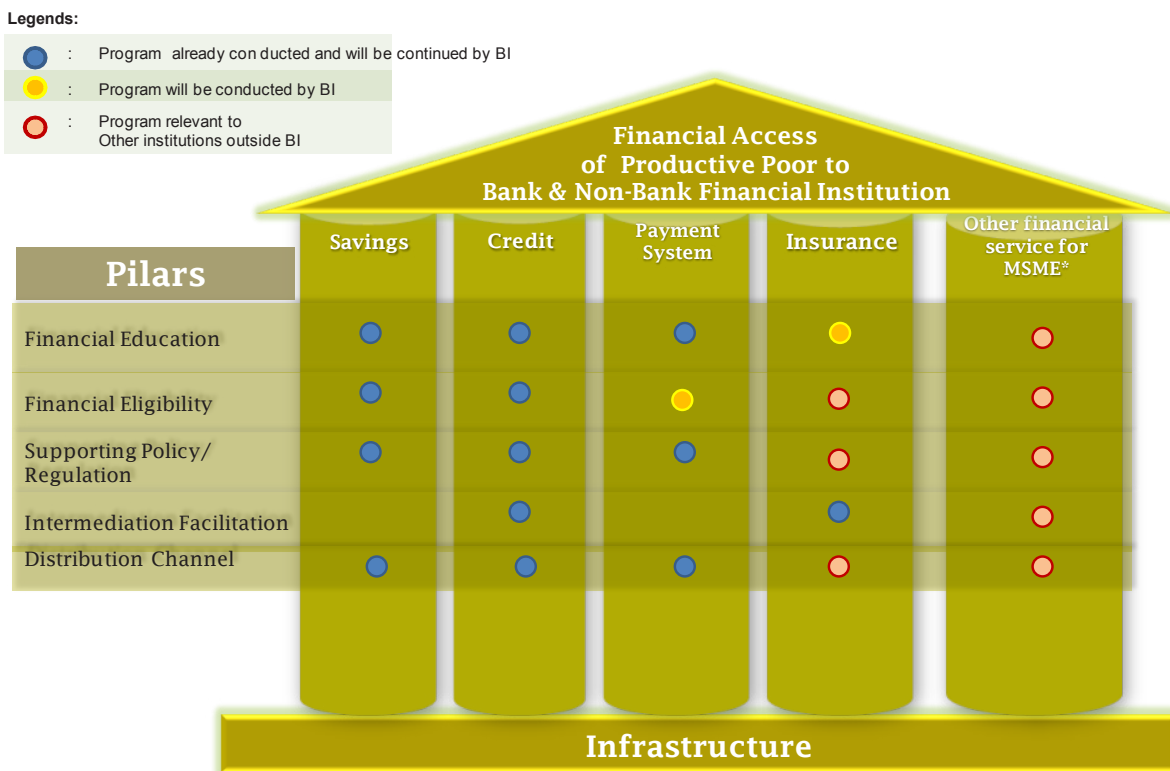 Legends:
: Program already con ducted and will be continued by BI
: Program will be conducted by BI
: Program relevant to
Other institutions outside BI
Financial Access
of Productive Poor to
Bank & Non-Bank Financial Institution
Savings
Credit
Payment
System
Insurance
Other financial
service for
MSME*
Pilars
Financial Education
Financial Eligibility
Supporting Policy/
Regulation
Intermediation Facilitation
Distribution Channel
Infrastructure